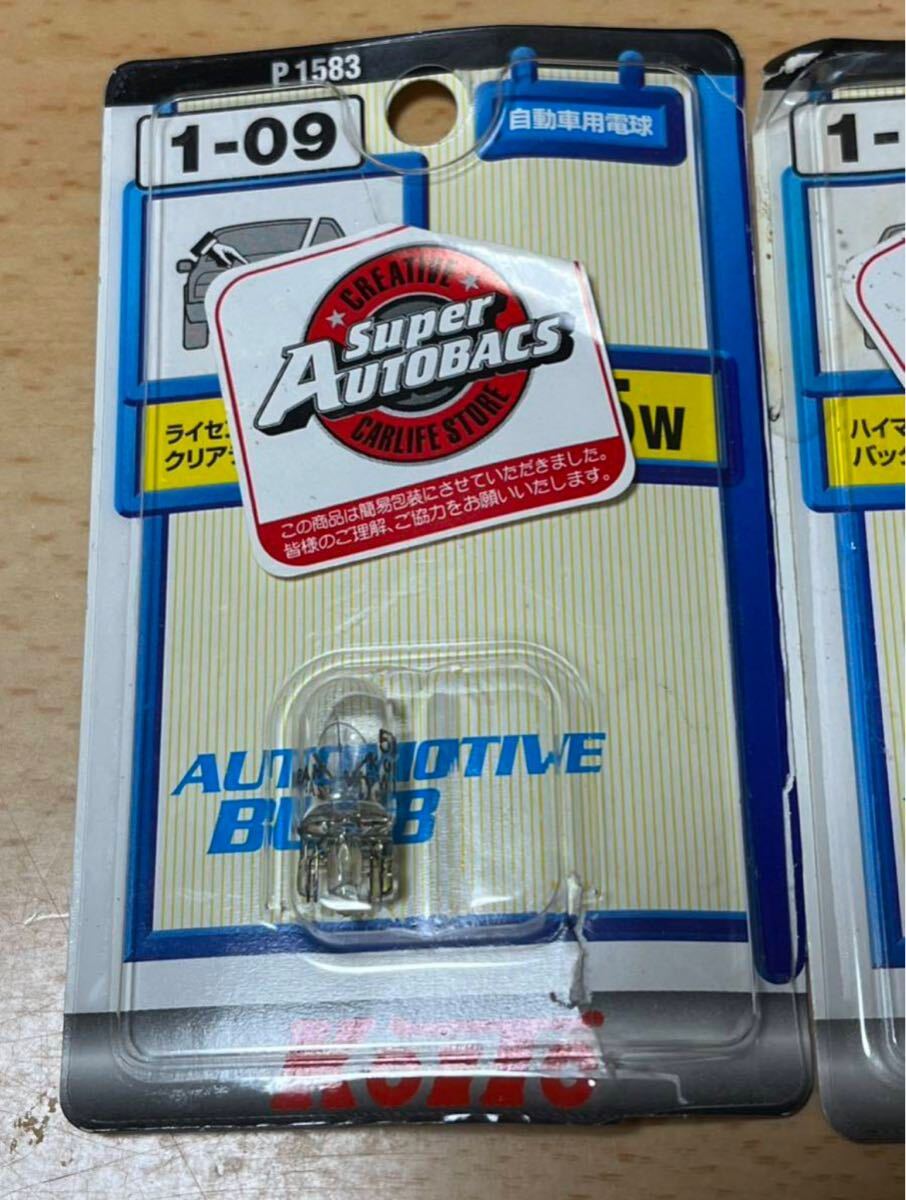 P1583
1-09
自動車用電球
CREATIVE
Super
AUTOBACS
CARLIFE STORE
この商品は簡易包装にさせていただきました。
皆様のご理解、ご協力をお願いいたします。
ライセ
クリア
5W
AUTOMOTIVE
BULB
KOITO
1-
ハイマ
バック